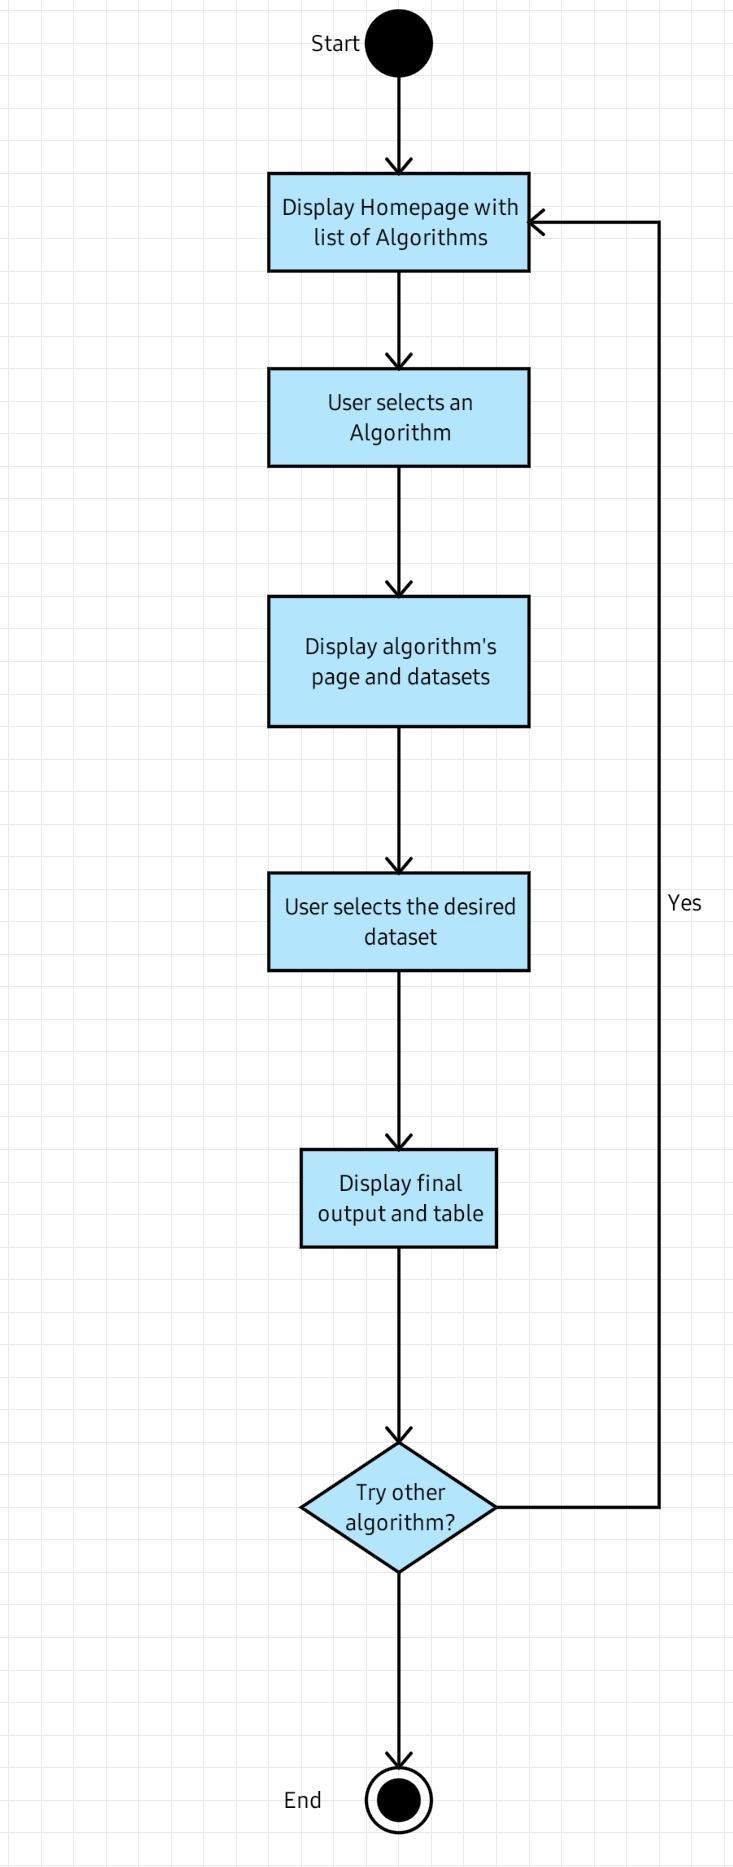 Start
Display Homepage with
list of Algorithms
User selects an
Algorithm
Display algorithm's
page and datasets
User selects the desired
dataset
Yes
Display final
output and table
Try other
algorithm?
End